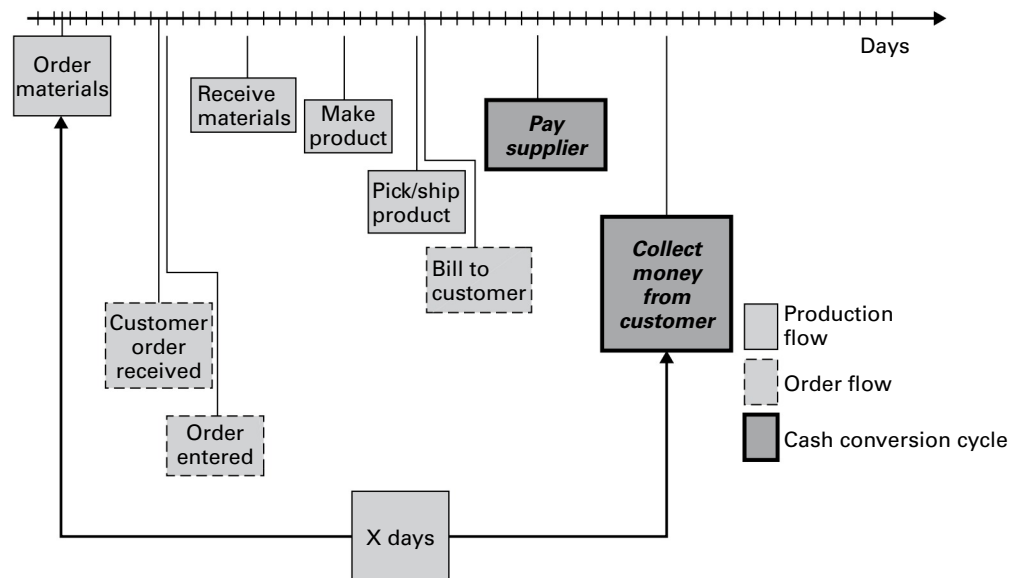 Days
Order
materials
Receive
materials
Make
product
Pay
supplier
Pick/ship
product
Collect
money
from
customer
Bill to
customer
Customer
order
received
Order
entered
X days
Production
flow
Order flow
Cash conversion cycle